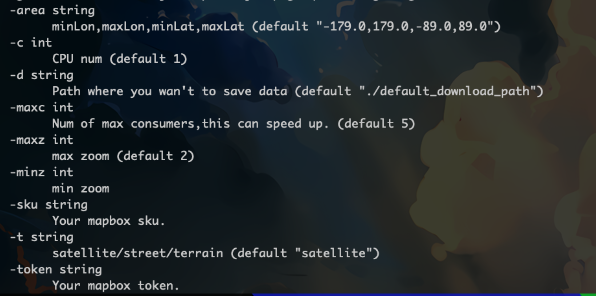 -area string
minLon,maxLon,minLat,maxLat (default "-179.0,179.0,-89.0,89.0")
-c int
CPU num (default 1)
-d string
Path where you wan't to save data (default "./default_download_path")
-maxc int
Num of max consumers,this can speed up. (default 5)
-maxz int
max zoom (default 2)
-minz int
min zoom
-sku string
Your mapbox sku.
-t string
satellite/street/terrain (default "satellite")
-token string
Your mapbox token.